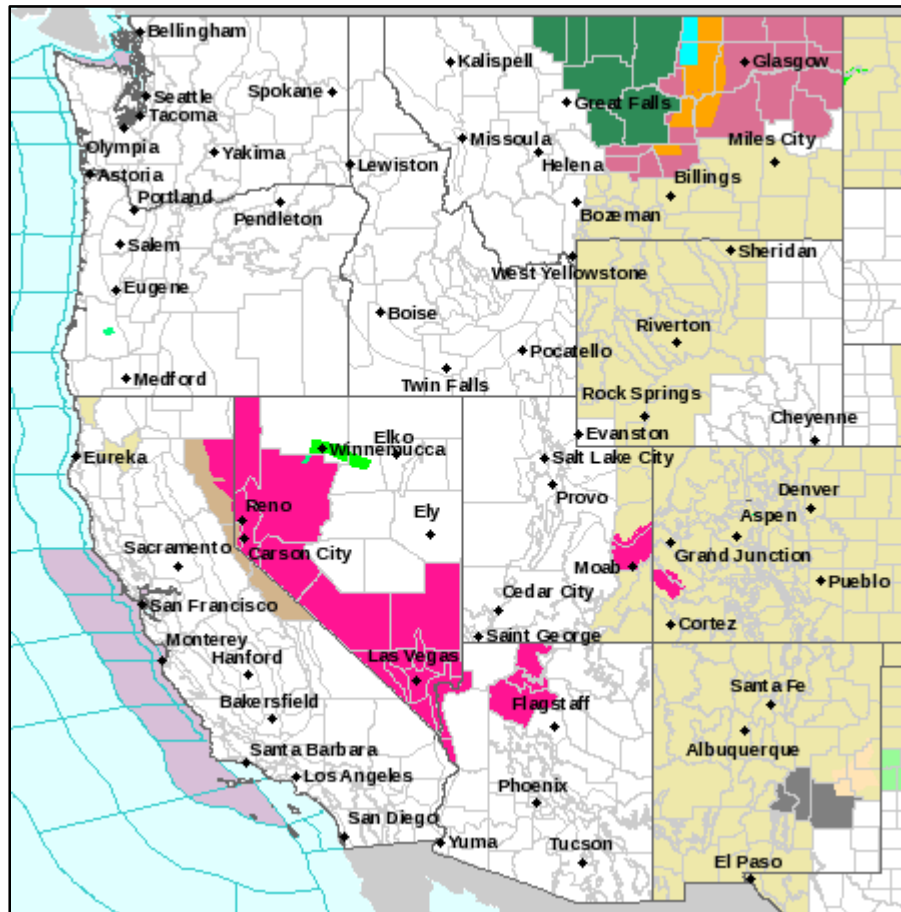 Bellingham
Kalispell
Glasgow
Seattle
Spokane
Great Falls
Tacoma
Olympia
Yakima
Missoula
Miles City
Astoria
Lewiston
Helena
Billings
Portland
Pendleton
Bozeman
Salem
Sheridan
West Yellowstone
Eugene
Boise
Riverton
Pocatello
Medford
Twin Falls
Rock Springs
Cheyenne
Elko
Evanston
Winnemucca
Eureka
Salt Lake City
Provo
Denver
Reno
Ely
Aspen
Sacramento
Carson City
Grand Junction
Moab
Pueblo
Cedar City
San Francisco
Cortez
Saint George
Monterey
Hanford
Las Vegas
Santa Fe
Bakersfield
Flagstaff
Albuquerque
Santa Barbara
Los Angeles
Phoenix
San Diego
Yuma
Tucson
El Paso